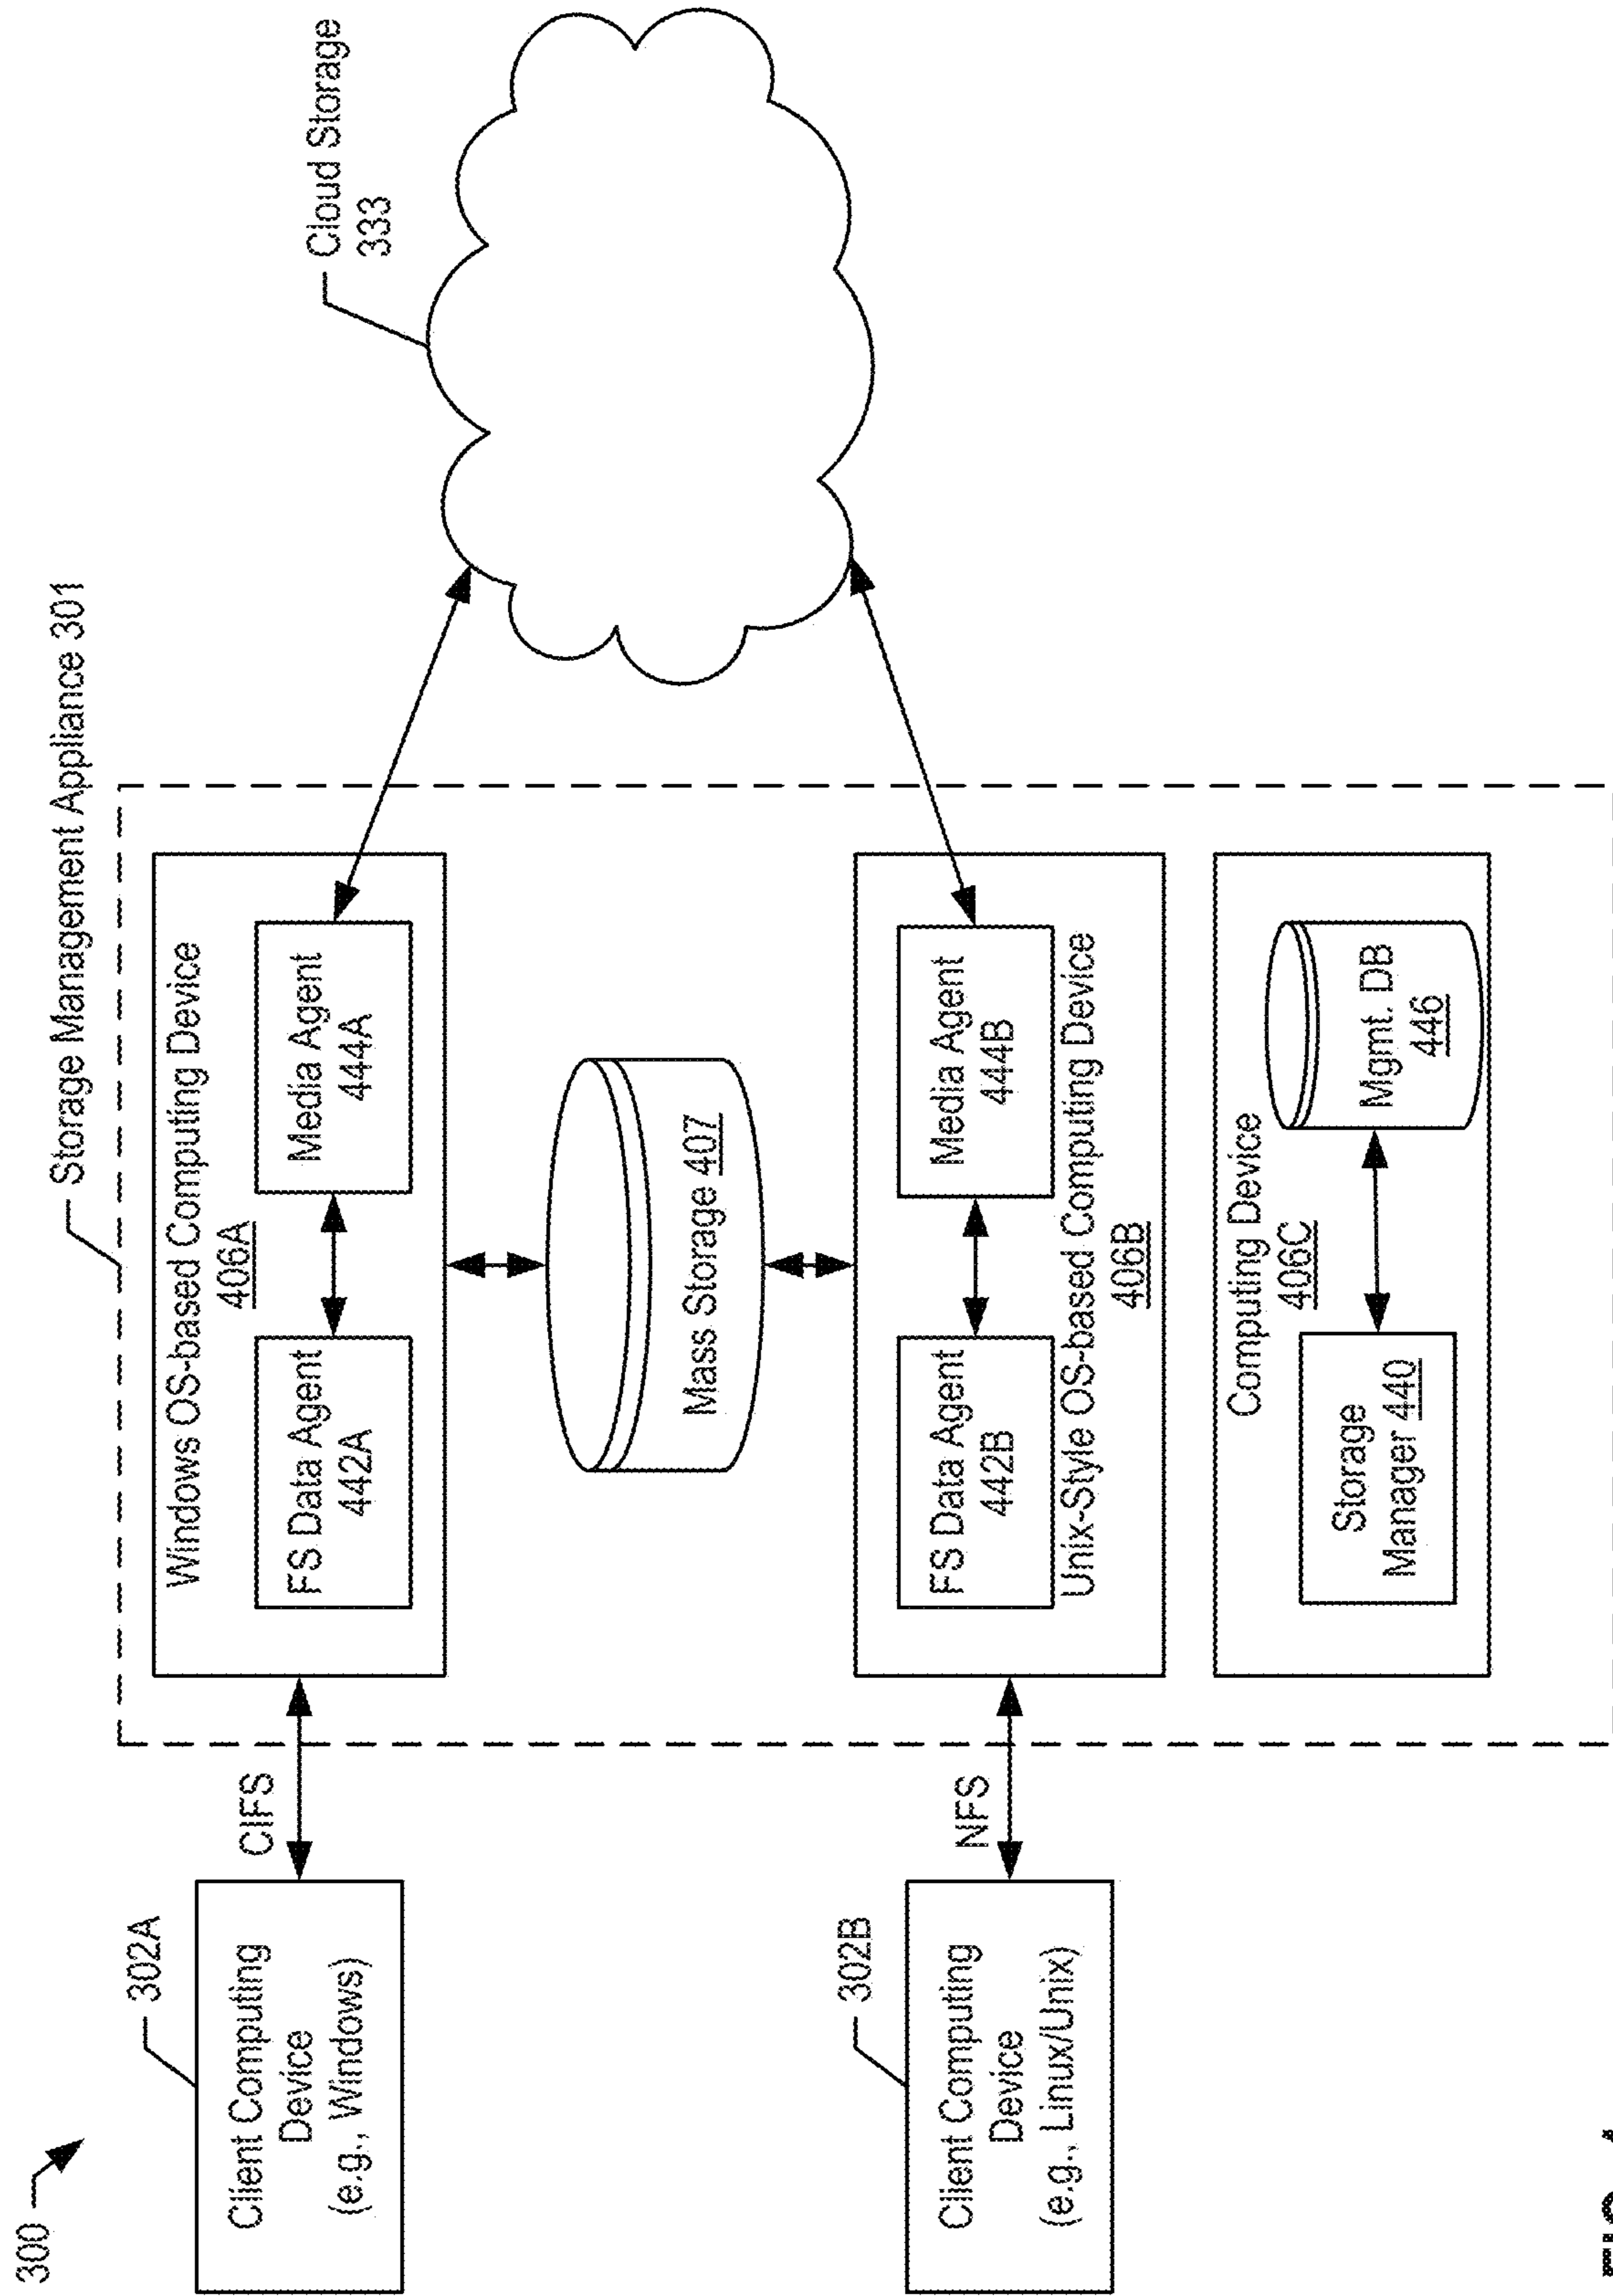 300
Storage Management Appliance 301
302A
Client Computing
Device
(e.g., Windows)
CIFS
Windows OS-based Computing Device
406A
FS Data Agent
442A
Media Agent
444A
Cloud Storage
333
Mass Storage 407
302B
Client Computing
Device
(e.g., Linux/Unix)
NFS
FS Data Agent
442B
Media Agent
444B
Unix-Style OS-based Computing Device
406B
Computing Device
406C
Storage
Manager 440
Mgmt. DB
446